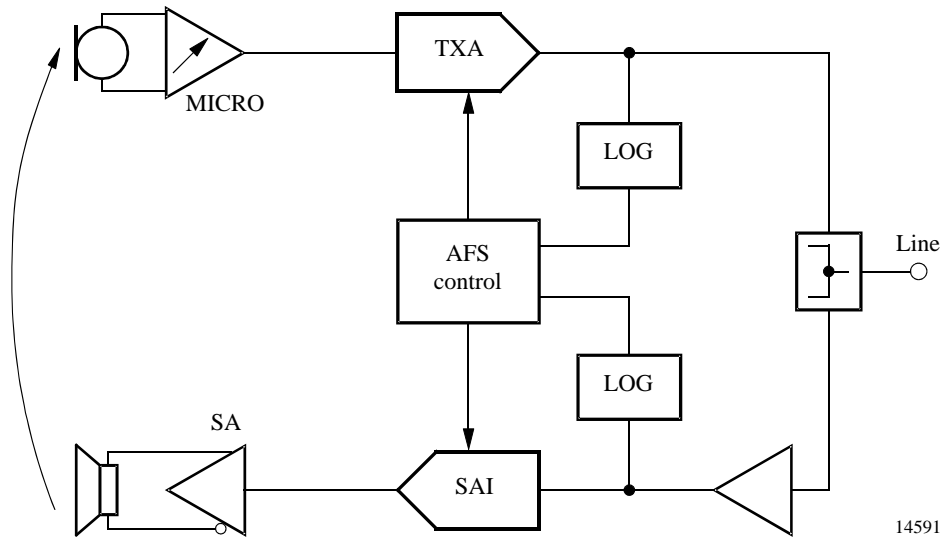 TXA
MICRO
LOG
AFS
control
Line
LOG
SA
SAI
14591